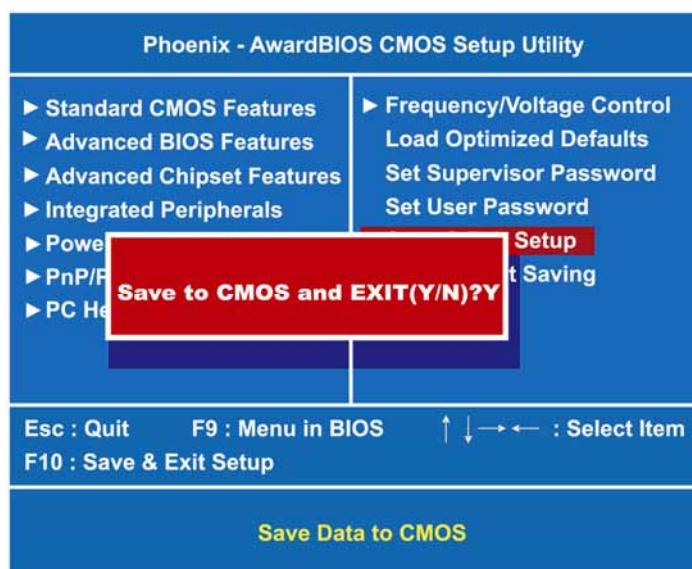 Phoenix - AwardBIOS CMOS Setup Utility
► Standard CMOS Features
► Advanced BIOS Features
► Advanced Chipset Features
► Integrated Peripherals
► Powe
► PnP/P
► PC He
► Frequency/Voltage Control
Load Optimized Defaults
Set Supervisor Password
Set User Password
Setup
t Saving
Save to CMOS and EXIT(Y/N)?Y
Esc : Quit F9 : Menu in BIOS ↑ ↓ → ← : Select Item
F10 : Save & Exit Setup
Save Data to CMOS